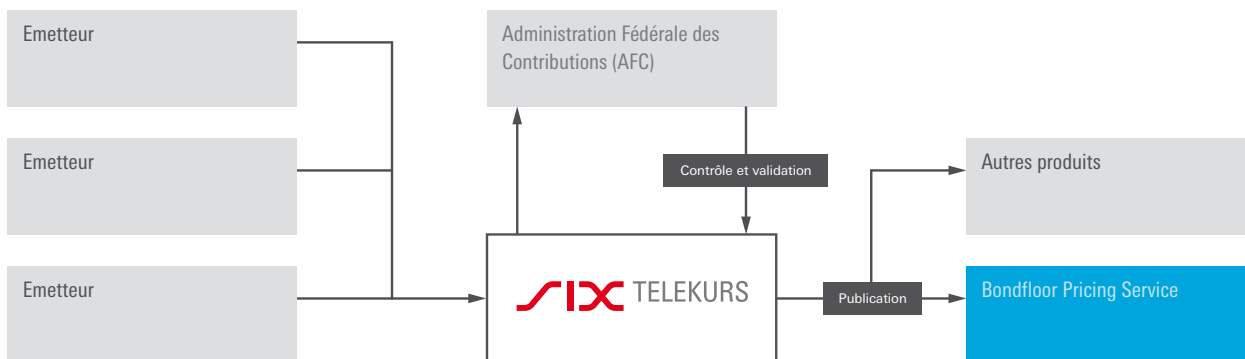 Emetteur
Administration Fédérale des
Contributions (AFC)
Emetteur
Contrôle et validation
Autres produits
Emetteur
SIX TELEKURS
Publication
Bondfloor Pricing Service